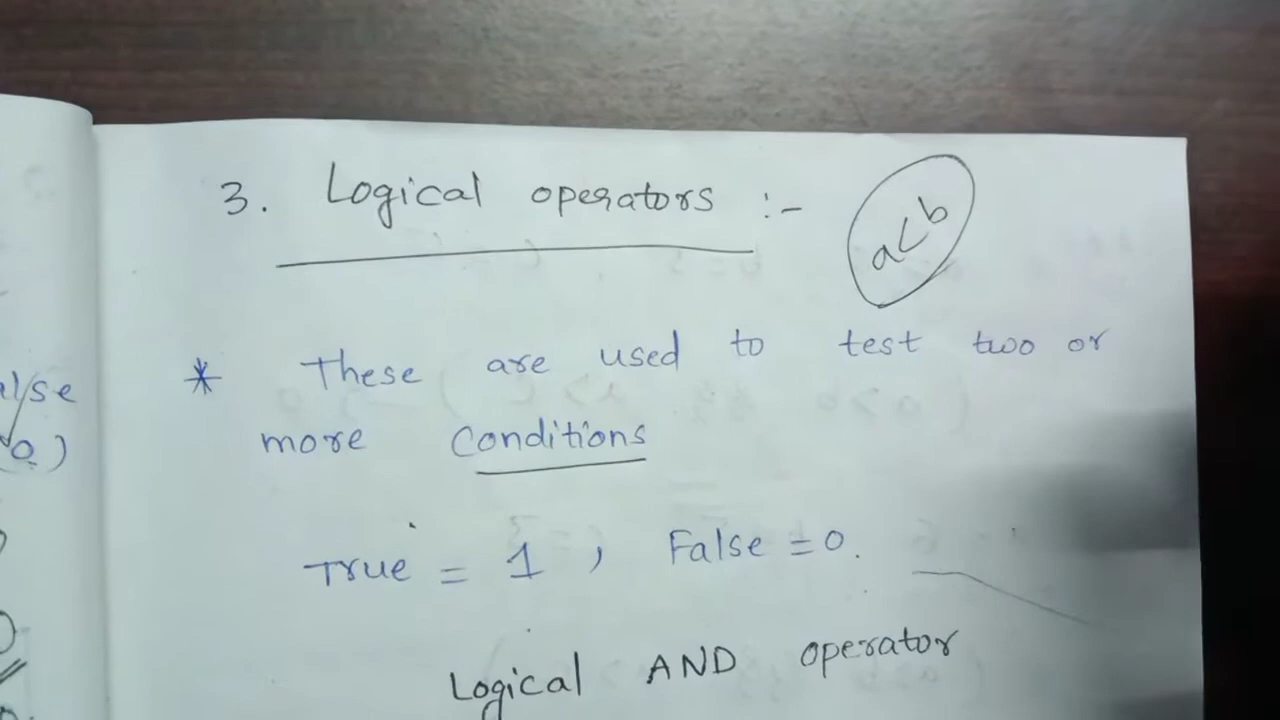 3. Logical operators :-
a<b
* These are used to test two or
more Conditions
True = 1 , False = 0.
Logical AND operator